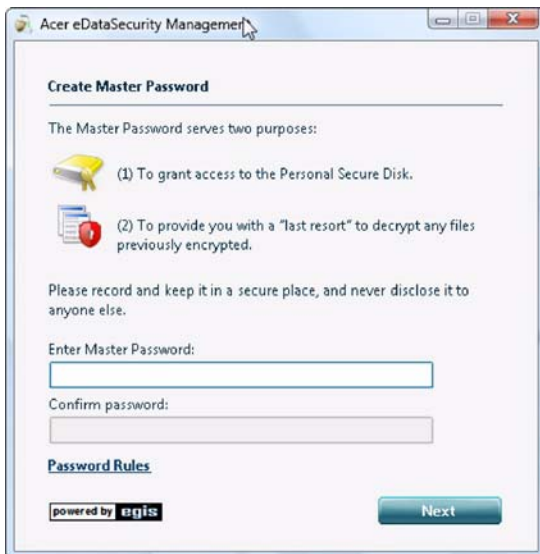 Acer eDataSecurity Management
Create Master Password
The Master Password serves two purposes:
(1) To grant access to the Personal Secure Disk.
(2) To provide you with a "last resort" to decrypt any files
previously encrypted.
Please record and keep it in a secure place, and never disclose it to
anyone else.
Enter Master Password:
Confirm password:
Password Rules
powered by egis
Next